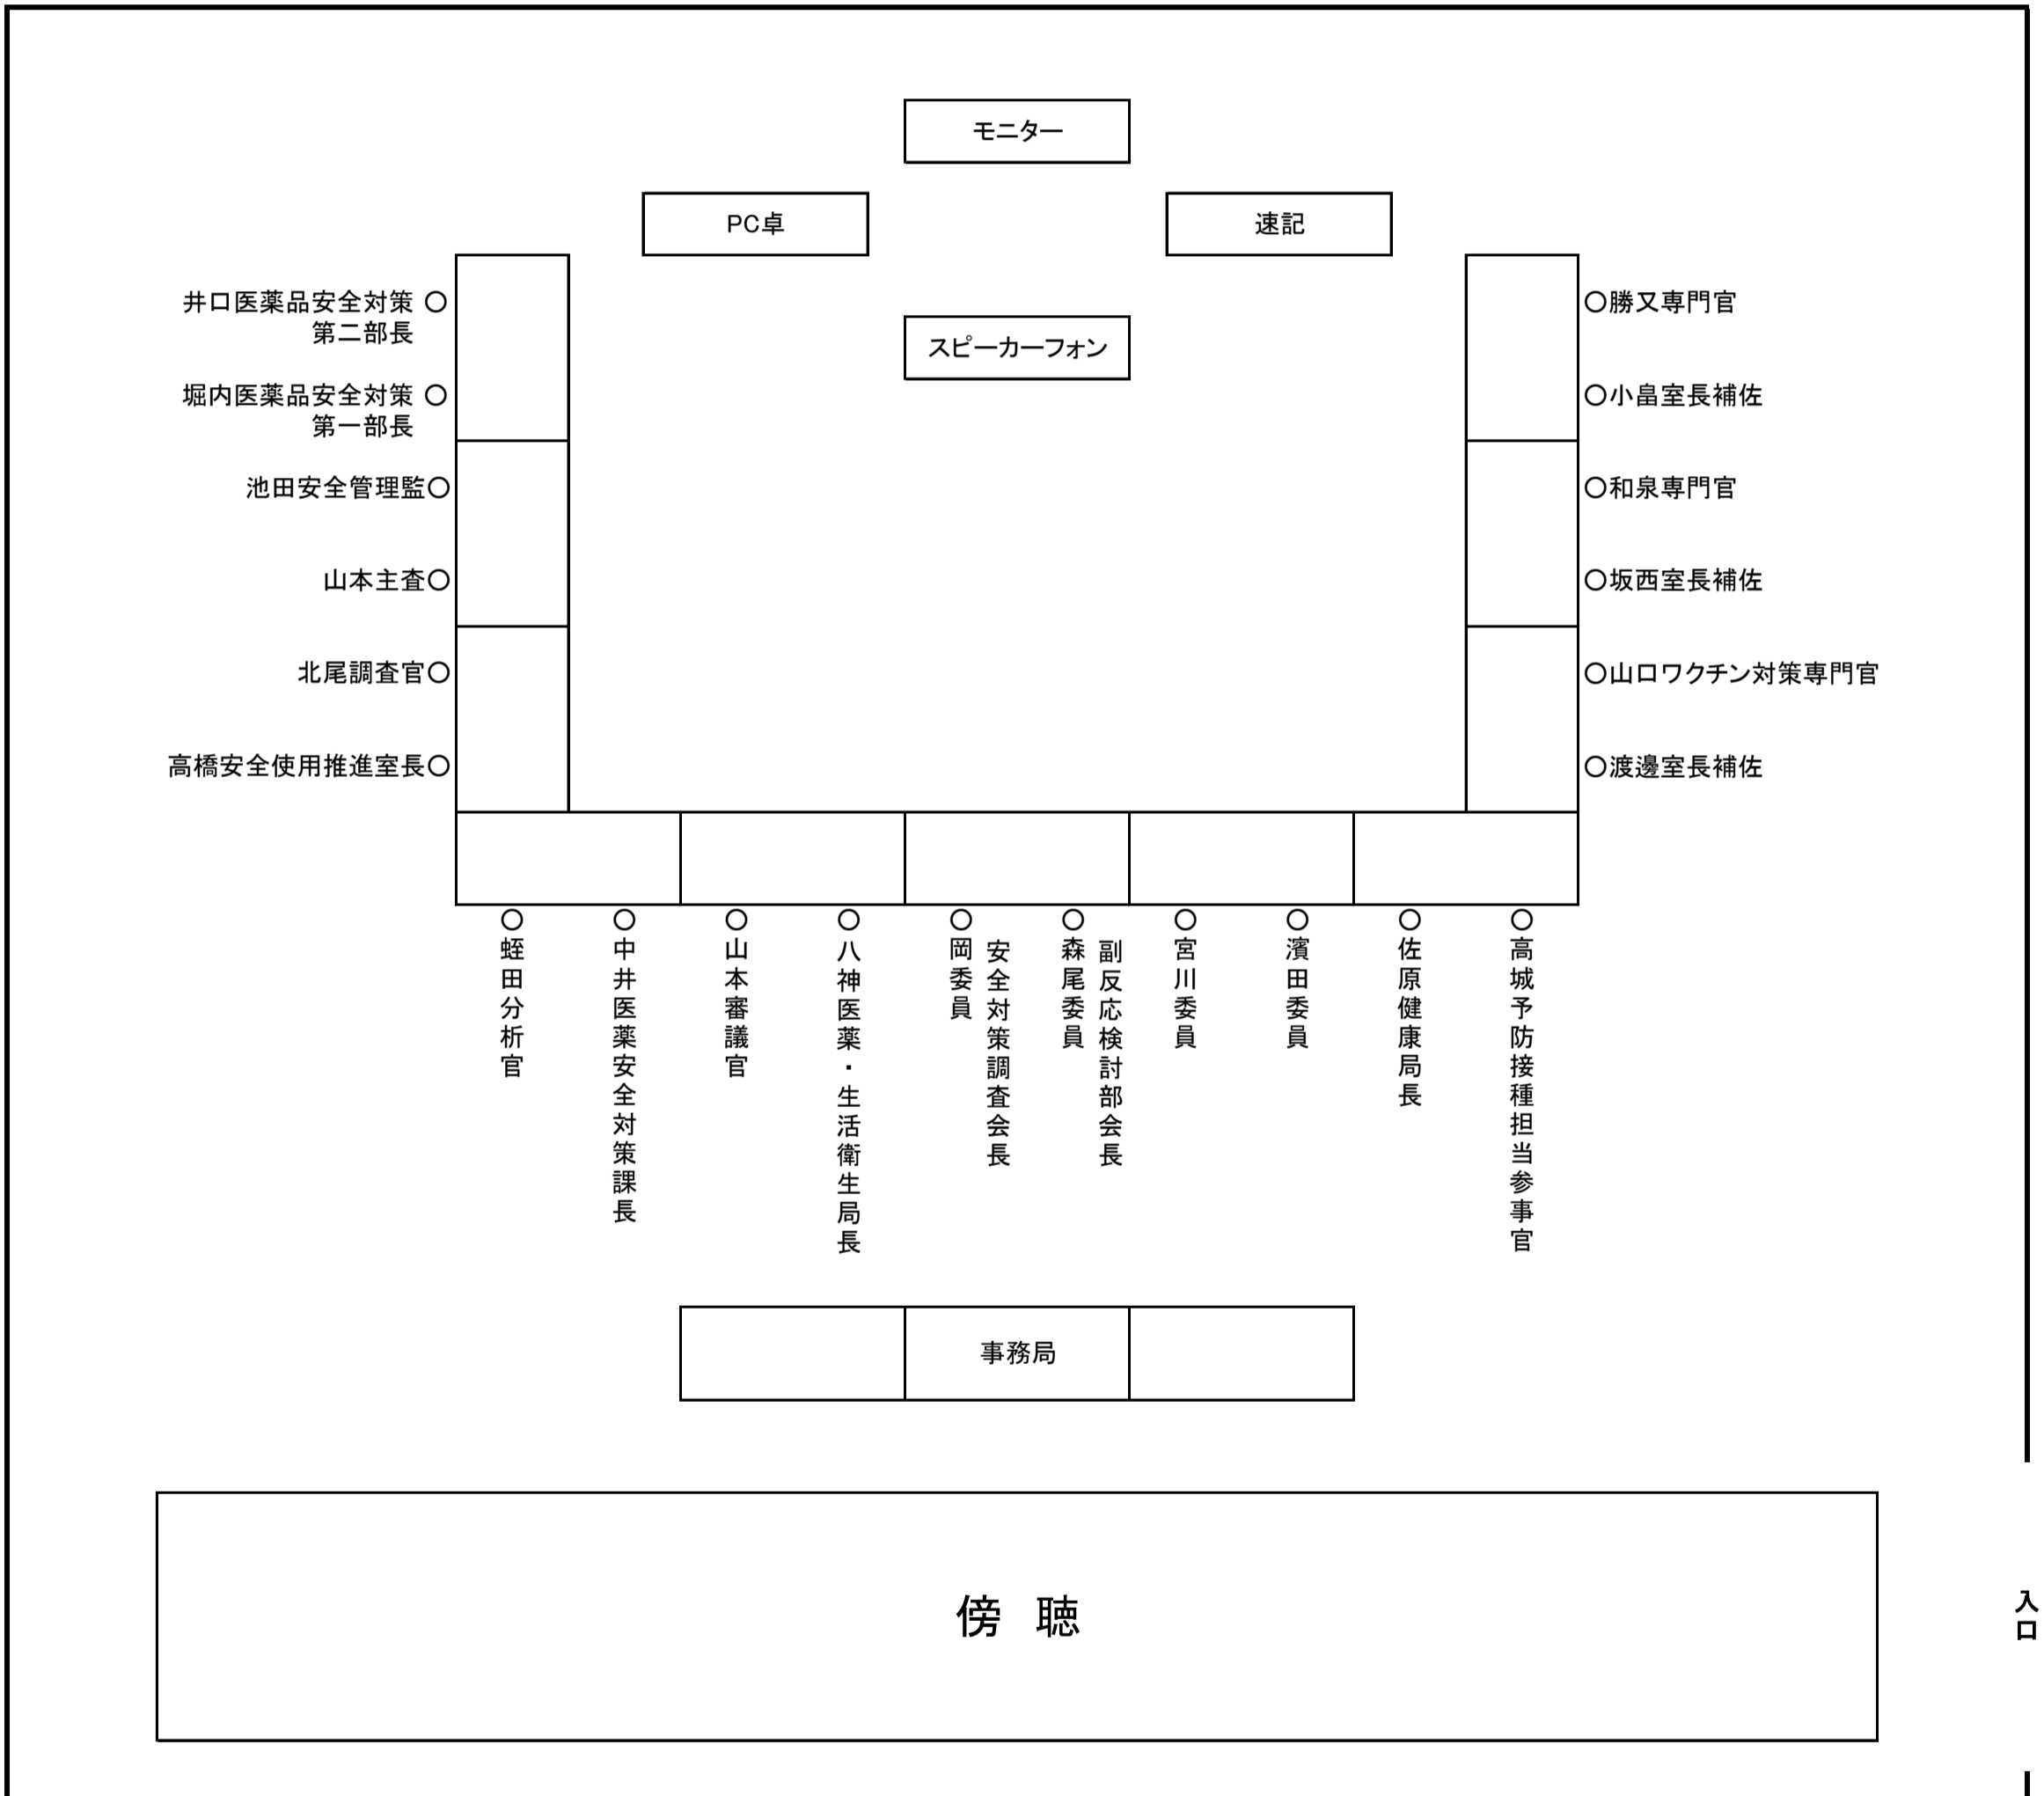 モニター
PC卓
速記
スピーカーフォン
井口医薬品安全対策
第二部長
堀内医薬品安全対策
第一部長
池田安全管理監
山本主査
北尾調査官
高橋安全使用推進室長
勝又専門官
小畠室長補佐
和泉専門官
坂西室長補佐
山口ワクチン対策専門官
渡邊室長補佐
蛭田分析官
中井医薬安全対策課長
山本審議官
八神医薬・生活衛生局長
岡委員
安全対策調査会長
森尾委員
副反応検討部会長
宮川委員
濱田委員
佐原健康局長
高城予防接種担当参事官
事務局
傍 聴
入口